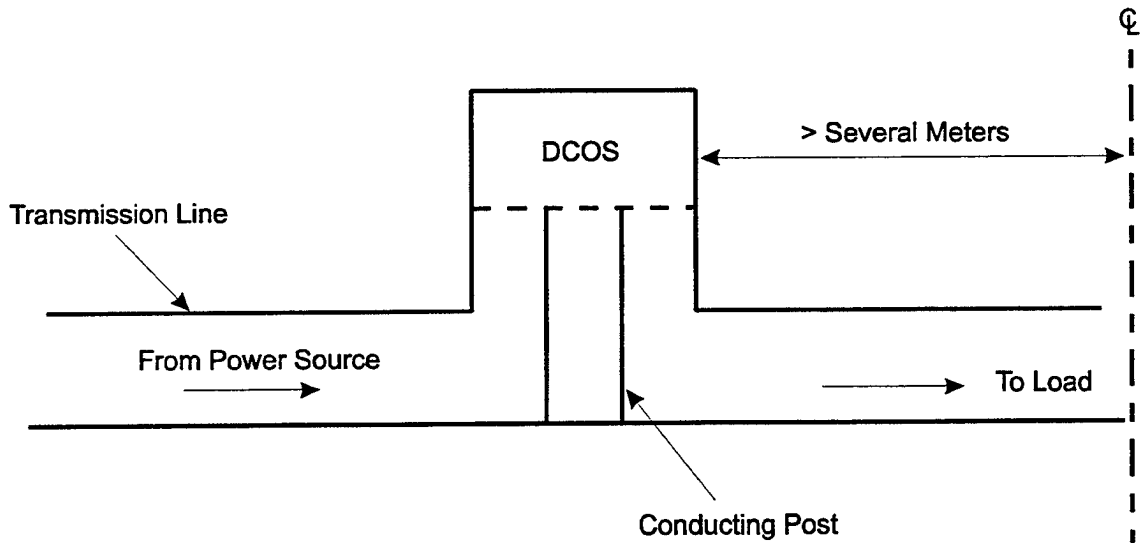 ℄
DCOS
> Several Meters
Transmission Line
From Power Source
To Load
Conducting Post